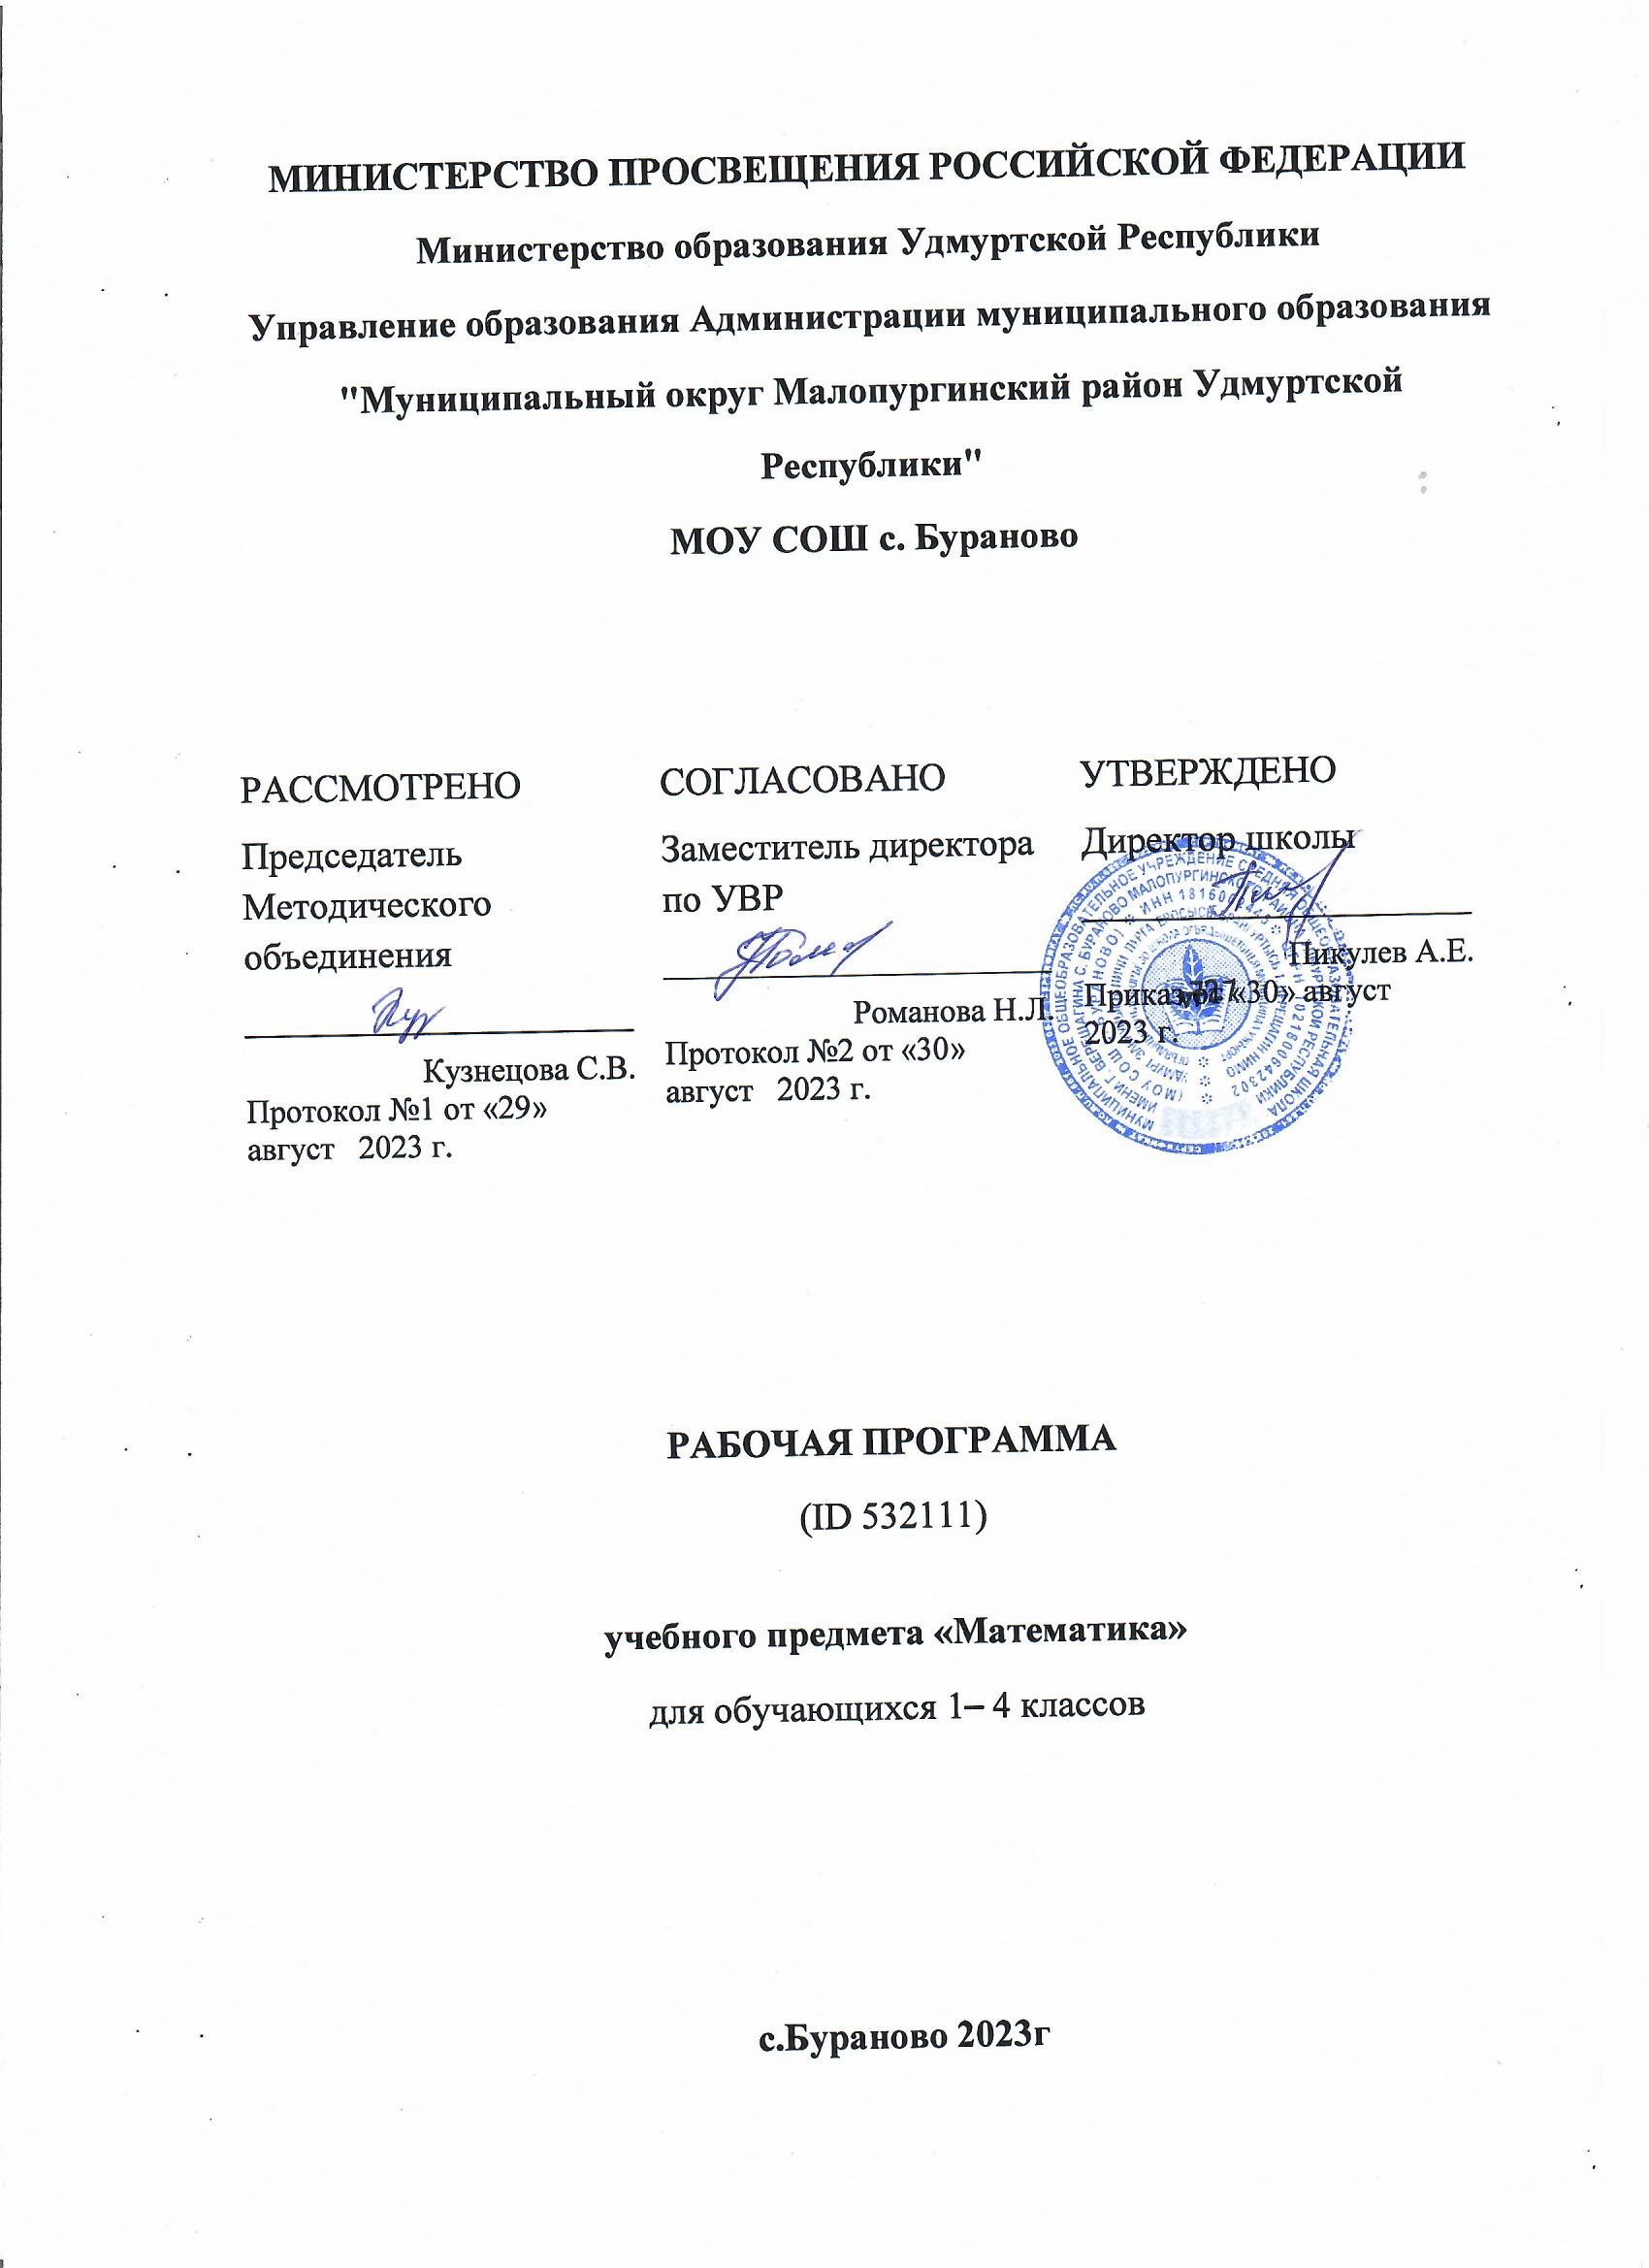 МИНИСТЕРСТВО ПРОСВЕЩЕНИЯ РОССИЙСКОЙ ФЕДЕРАЦИИ
Министерство образования Удмуртской Республики
Управление образования Администрации муниципального образования
"Муниципальный округ Малопургинский район Удмуртской
Республики"
МОУ СОШ с. Бураново
РАССМОТРЕНО
Председатель
Методического
объединения
Кузнецова С.В.
Протокол №1 от «29»
август 2023 г.
СОГЛАСОВАНО
Заместитель директора
по УВР
Романова Н.Л.
Протокол №2 от «30»
август 2023 г.
УТВЕРЖДЕНО
Директор школы
Пикулев А.Е.
Приказ от «30» август
2023 г.
РАБОЧАЯ ПРОГРАММА
(ID 532111)
учебного предмета «Математика»
для обучающихся 1– 4 классов
с.Бураново 2023г